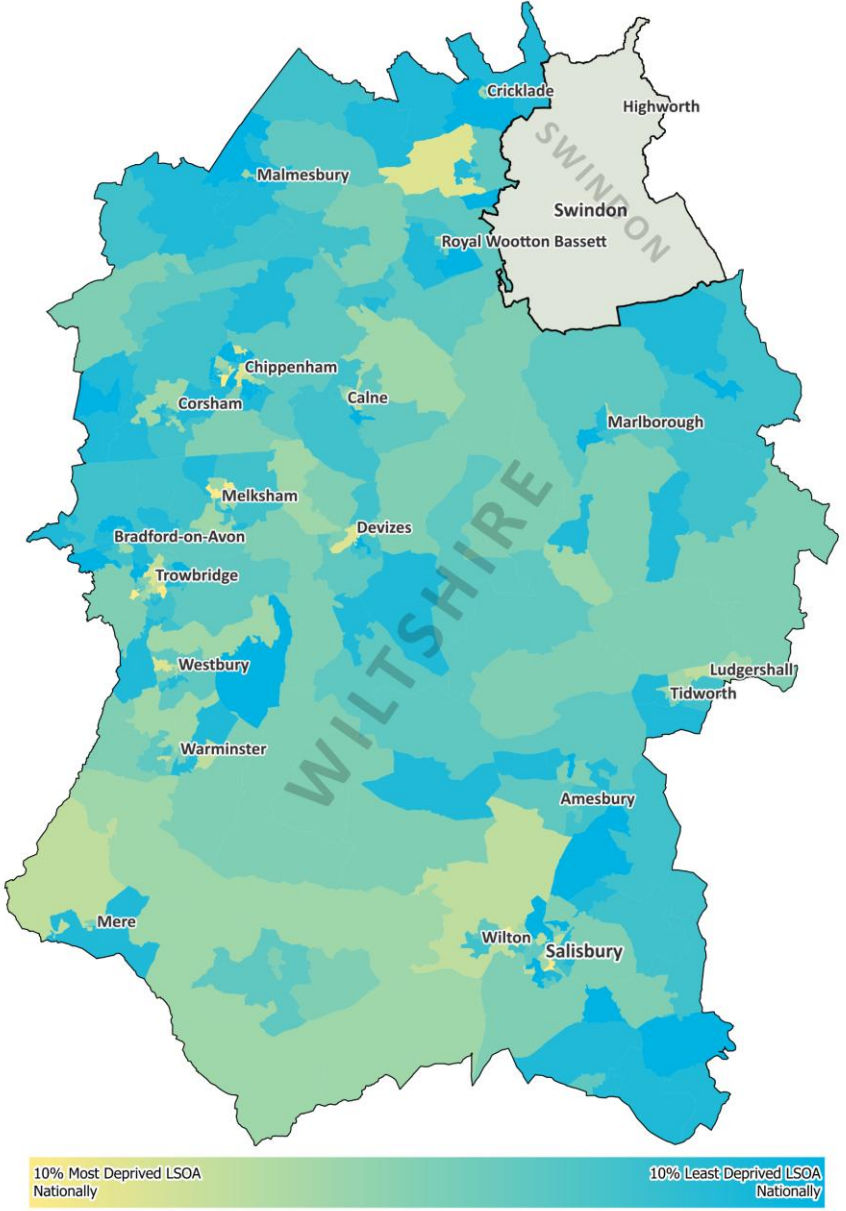 Cricklade
Highworth
SWINDON
Malmesbury
Swindon
Royal Wootton Bassett
Chippenham
Corsham
Calne
Marlborough
Melksham
WILTSHIRE
Devizes
Bradford-on-Avon
Trowbridge
Westbury
Ludgershall
Tidworth
Warminster
Amesbury
Mere
Wilton
Salisbury
10% Most Deprived LSOA
Nationally
10% Least Deprived LSOA
Nationally